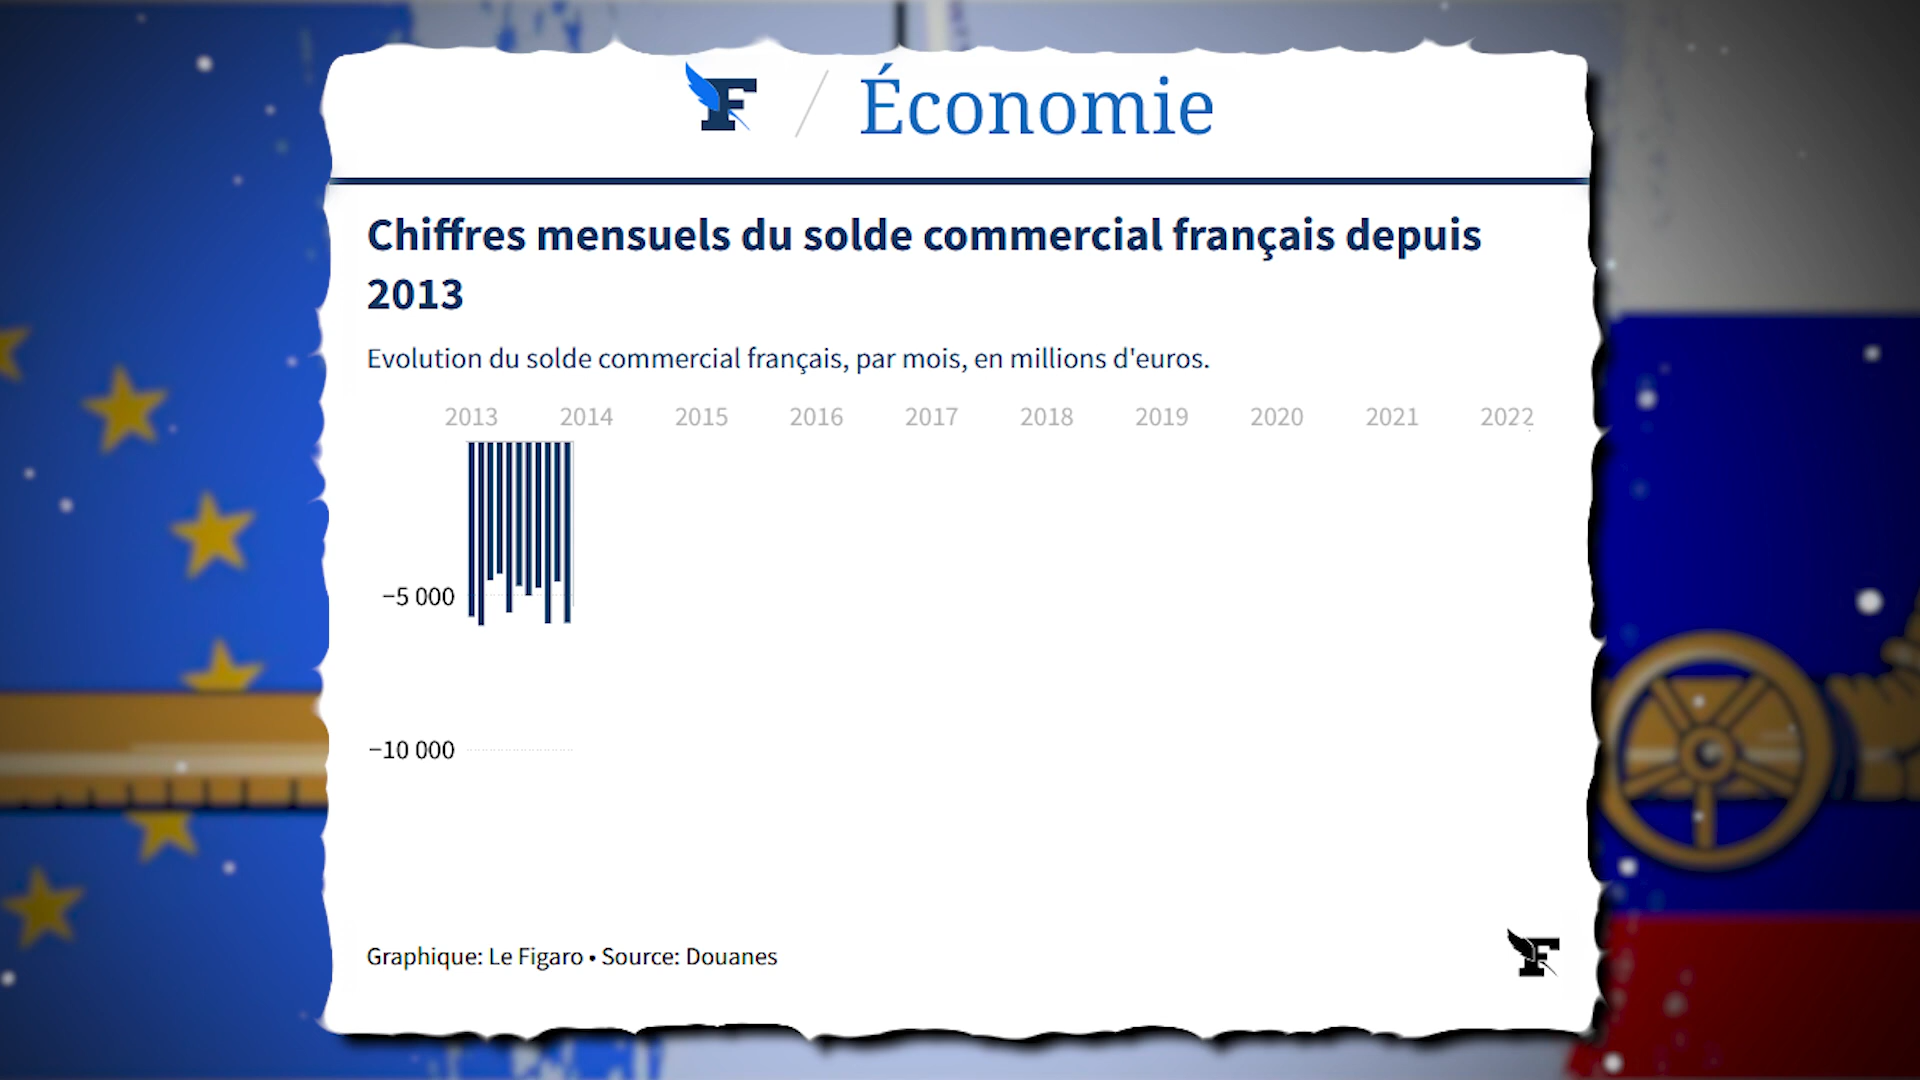 F / Économie
Chiffres mensuels du solde commercial français depuis
2013
Evolution du solde commercial français, par mois, en millions d'euros.
2013 2014 2015 2016 2017 2018 2019 2020 2021 2022
−5 000
−10 000
Graphique: Le Figaro • Source: Douanes
F